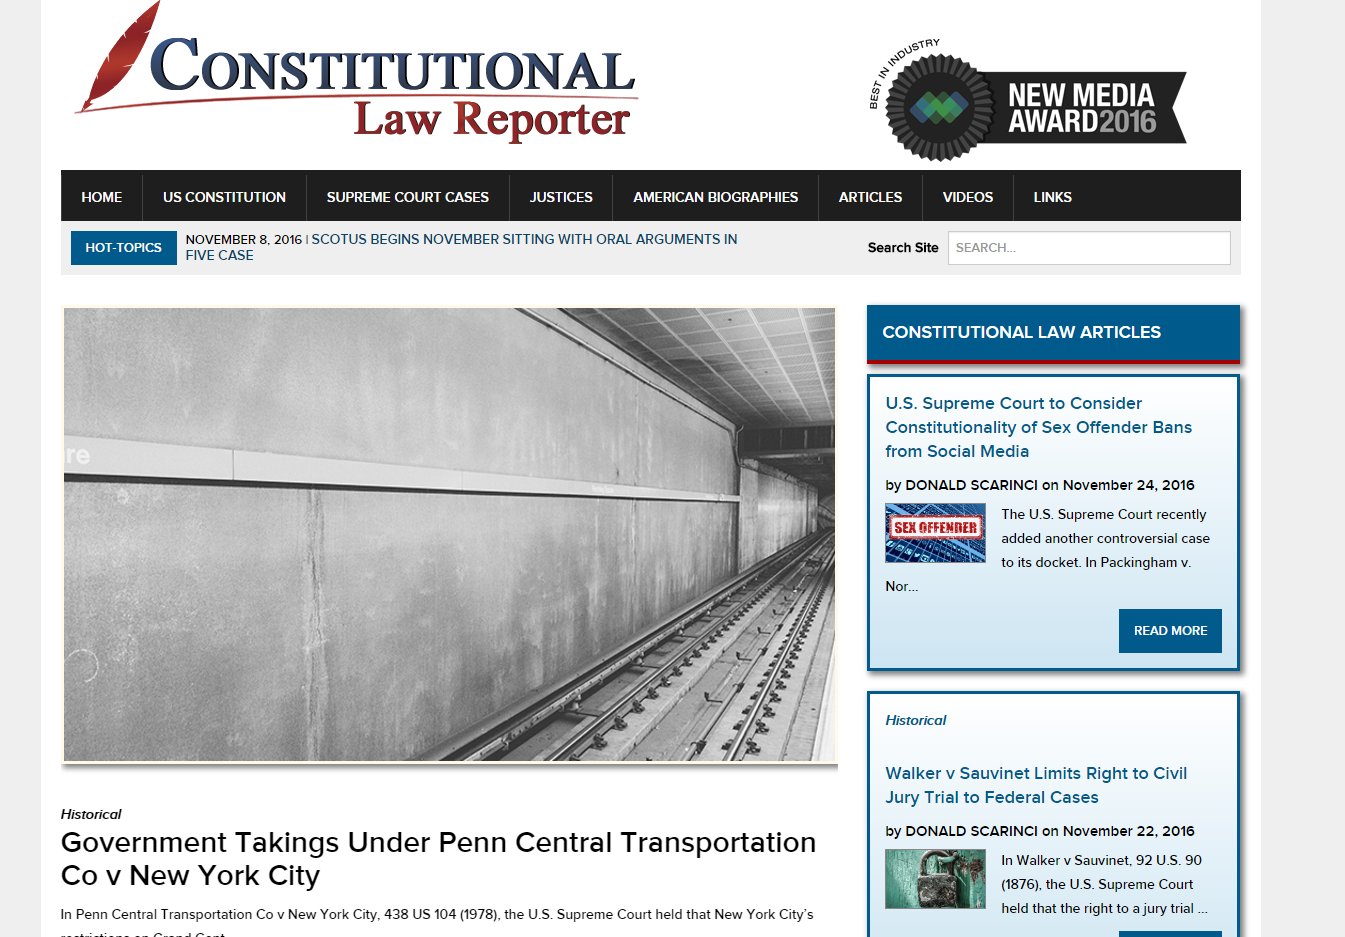 CONSTITUTIONAL
Law Reporter
BEST IN INDUSTRY
NEW MEDIA
AWARD2016
HOME US CONSTITUTION SUPREME COURT CASES JUSTICES AMERICAN BIOGRAPHIES ARTICLES VIDEOS LINKS
HOT-TOPICS
NOVEMBER 8, 2016 | SCOTUS BEGINS NOVEMBER SITTING WITH ORAL ARGUMENTS IN
FIVE CASE
Search Site SEARCH...
re
Historical
Government Takings Under Penn Central Transportation
Co v New York City
In Penn Central Transportation Co v New York City, 438 US 104 (1978), the U.S. Supreme Court held that New York City's
restrictions on Grand Cent
CONSTITUTIONAL LAW ARTICLES
U.S. Supreme Court to Consider
Constitutionality of Sex Offender Bans
from Social Media
by DONALD SCARINCI on November 24, 2016
SEX OFFENDER
The U.S. Supreme Court recently
added another controversial case
to its docket. In Packingham v.
Nor...
READ MORE
Historical
Walker v Sauvinet Limits Right to Civil
Jury Trial to Federal Cases
by DONALD SCARINCI on November 22, 2016
In Walker v Sauvinet, 92 U.S. 90
(1876), the U.S. Supreme Court
held that the right to a jury trial ...